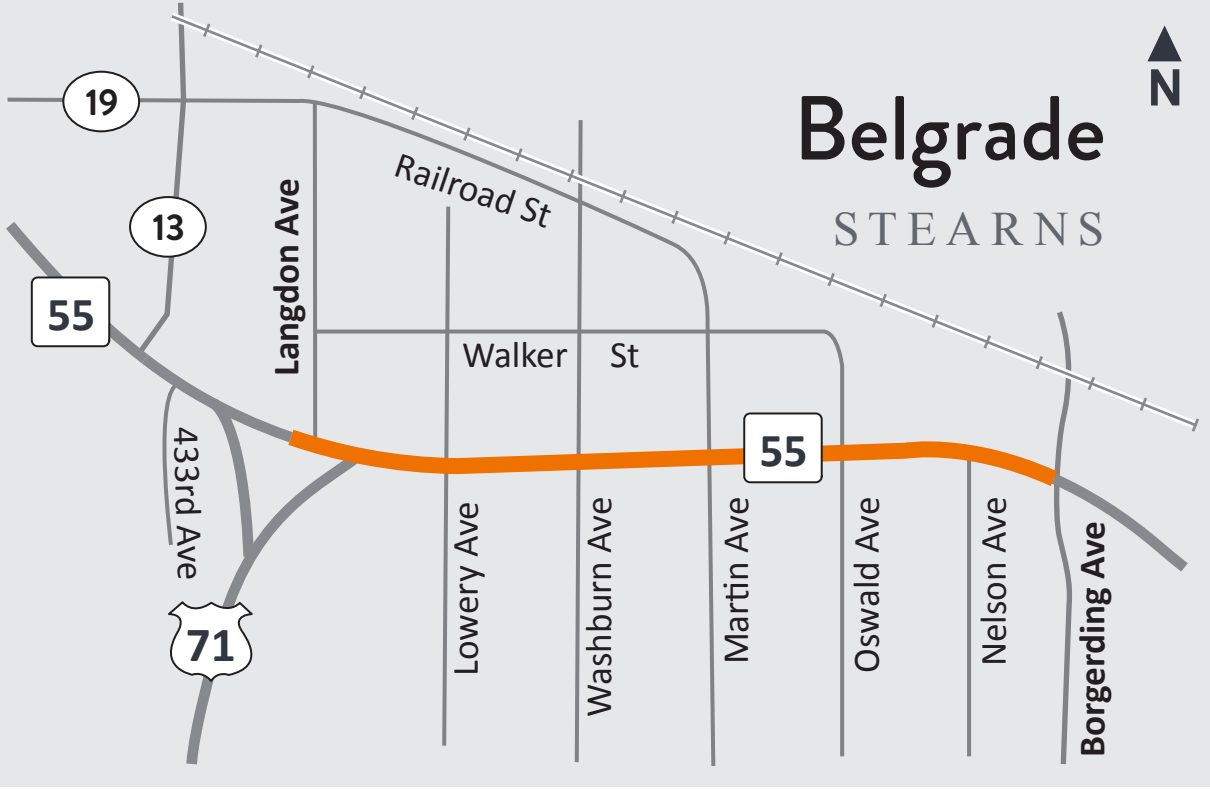 N
19
Belgrade
Railroad St
STEARNS
13
Langdon Ave
55
Walker St
55
433rd Ave
Lowery Ave
Washburn Ave
Martin Ave
Oswald Ave
Nelson Ave
Borgerding Ave
71